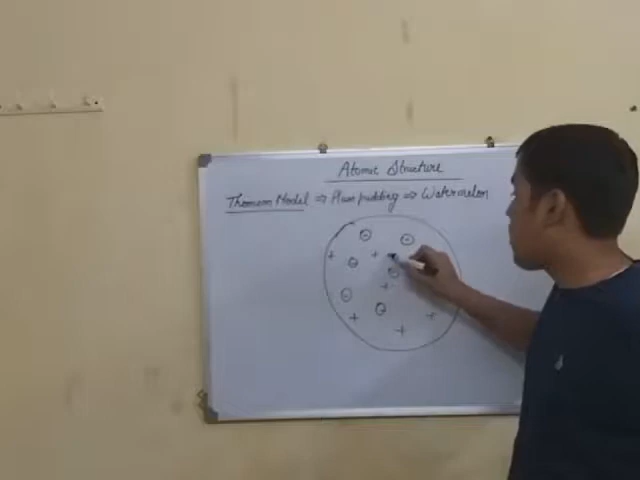 Atomic Structure
Thomson Model ⇒ Plum pudding ⇒ Watermelon